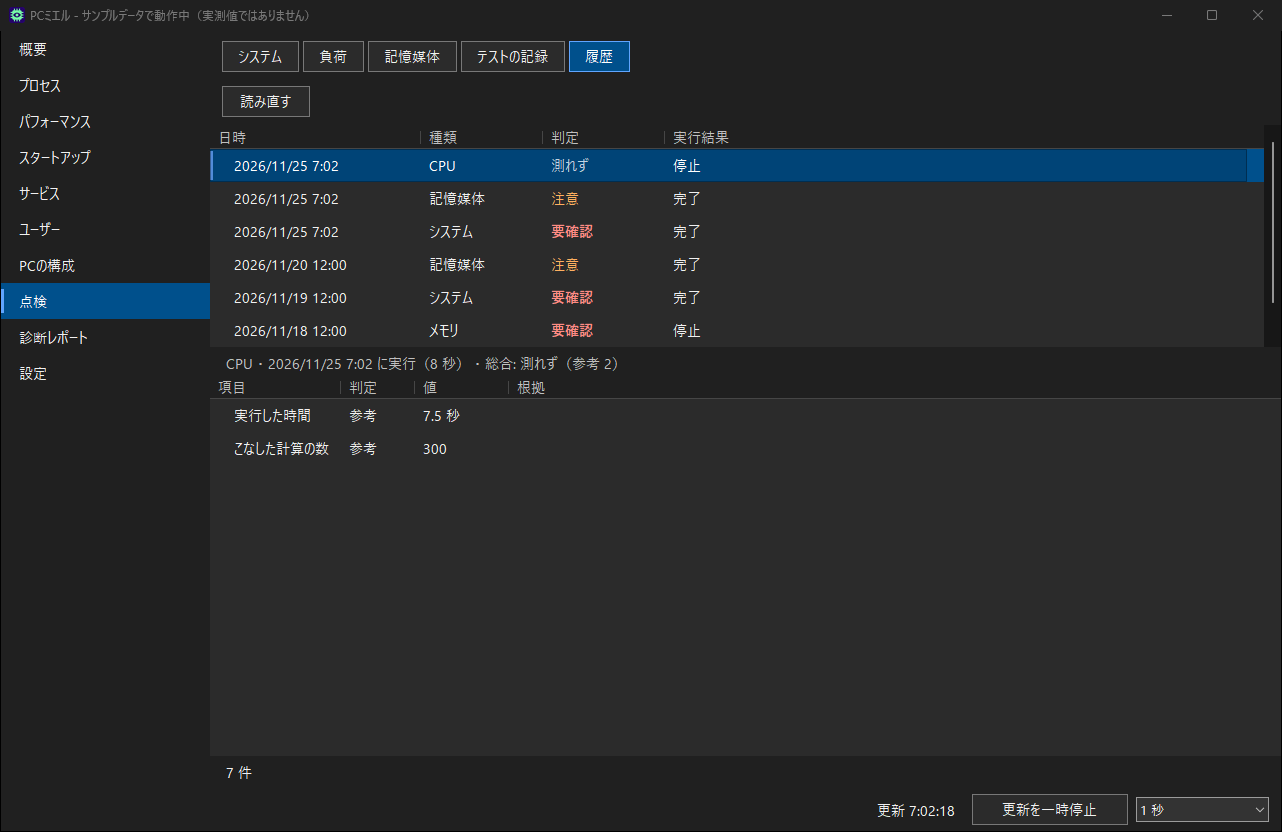 PCミエル - サンプルデータで動作中（実測値ではありません）
概要
プロセス
パフォーマンス
スタートアップ
サービス
ユーザー
PCの構成
点検
診断レポート
設定
システム 負荷 記憶媒体 テストの記録 履歴
読み直す
日時 種類 判定 実行結果
2026/11/25 7:02 CPU 測れず 停止
2026/11/25 7:02 記憶媒体 注意 完了
2026/11/25 7:02 システム 要確認 完了
2026/11/20 12:00 記憶媒体 注意 完了
2026/11/19 12:00 システム 要確認 完了
2026/11/18 12:00 メモリ 要確認 停止
CPU・2026/11/25 7:02 に実行（8 秒）・総合: 測れず（参考 2）
項目 判定 値 根拠
実行した時間 参考 7.5 秒
こなした計算の数 参考 300
7 件
更新 7:02:18 更新を一時停止 1 秒